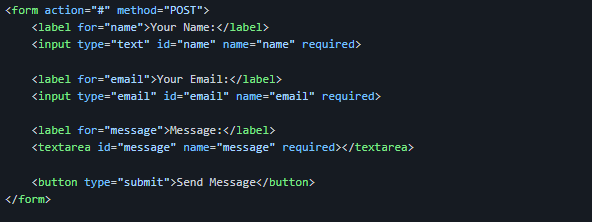 <form action="#" method="POST">
<label for="name">Your Name:</label>
<input type="text" id="name" name="name" required>
<label for="email">Your Email:</label>
<input type="email" id="email" name="email" required>
<label for="message">Message:</label>
<textarea id="message" name="message" required></textarea>
<button type="submit">Send Message</button>
</form>